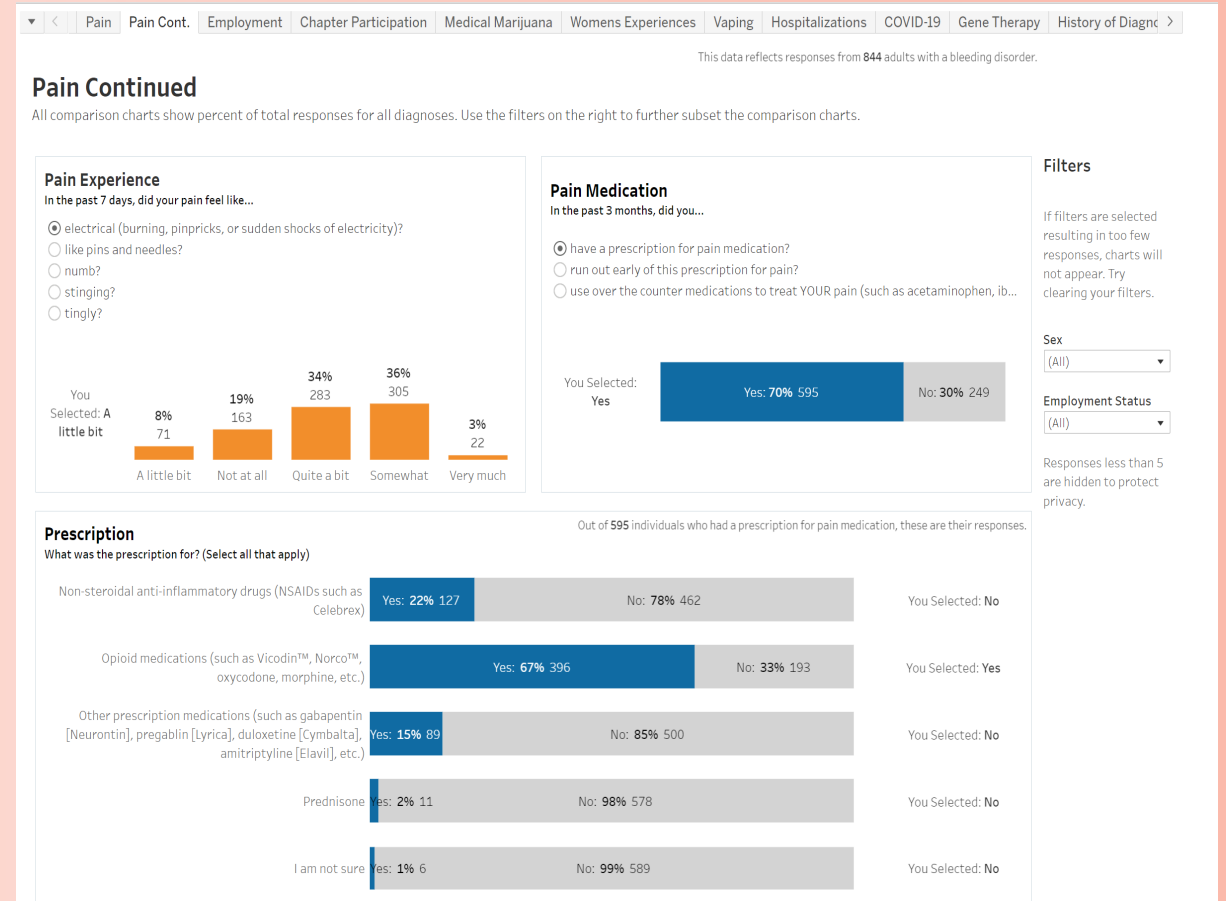 Pain
Pain Cont.
Employment
Chapter Participation
Medical Marijuana
Womens Experiences
Vaping
Hospitalizations
COVID-19
Gene Therapy
History of Diagno
This data reflects responses from 844 adults with a bleeding disorder.
Pain Continued
All comparison charts show percent of total responses for all diagnoses. Use the filters on the right to further subset the comparison charts.
Pain Experience
In the past 7 days, did your pain feel like...
electrical (burning, pinpricks, or sudden shocks of electricity)?
like pins and needles?
numb?
stinging?
tingly?
You
Selected: A
little bit
8%
71
19%
163
34%
283
36%
305
3%
22
A little bit
Not at all
Quite a bit
Somewhat
Very much
Pain Medication
In the past 3 months, did you...
have a prescription for pain medication?
run out early of this prescription for pain?
use over the counter medications to treat YOUR pain (such as acetaminophen, ib...
You Selected:
Yes
Yes: 70% 595
No: 30% 249
Filters
If filters are selected
resulting in too few
responses, charts will
not appear. Try
clearing your filters.
Sex
(All)
Employment Status
(All)
Responses less than 5
are hidden to protect
privacy.
Prescription
Out of 595 individuals who had a prescription for pain medication, these are their responses.
What was the prescription for? (Select all that apply)
Non-steroidal anti-inflammatory drugs (NSAIDs such as
Celebrex)
Yes: 22% 127
No: 78% 462
You Selected: No
Opioid medications (such as Vicodin™, Norco™,
oxycodone, morphine, etc.)
Yes: 67% 396
No: 33% 193
You Selected: Yes
Other prescription medications (such as gabapentin
[Neurontin], pregablin [Lyrica], duloxetine [Cymbalta],
amitriptyline [Elavil], etc.)
Yes: 15% 89
No: 85% 500
You Selected: No
Prednisone
Yes: 2% 11
No: 98% 578
You Selected: No
I am not sure
Yes: 1% 6
No: 99% 589
You Selected: No